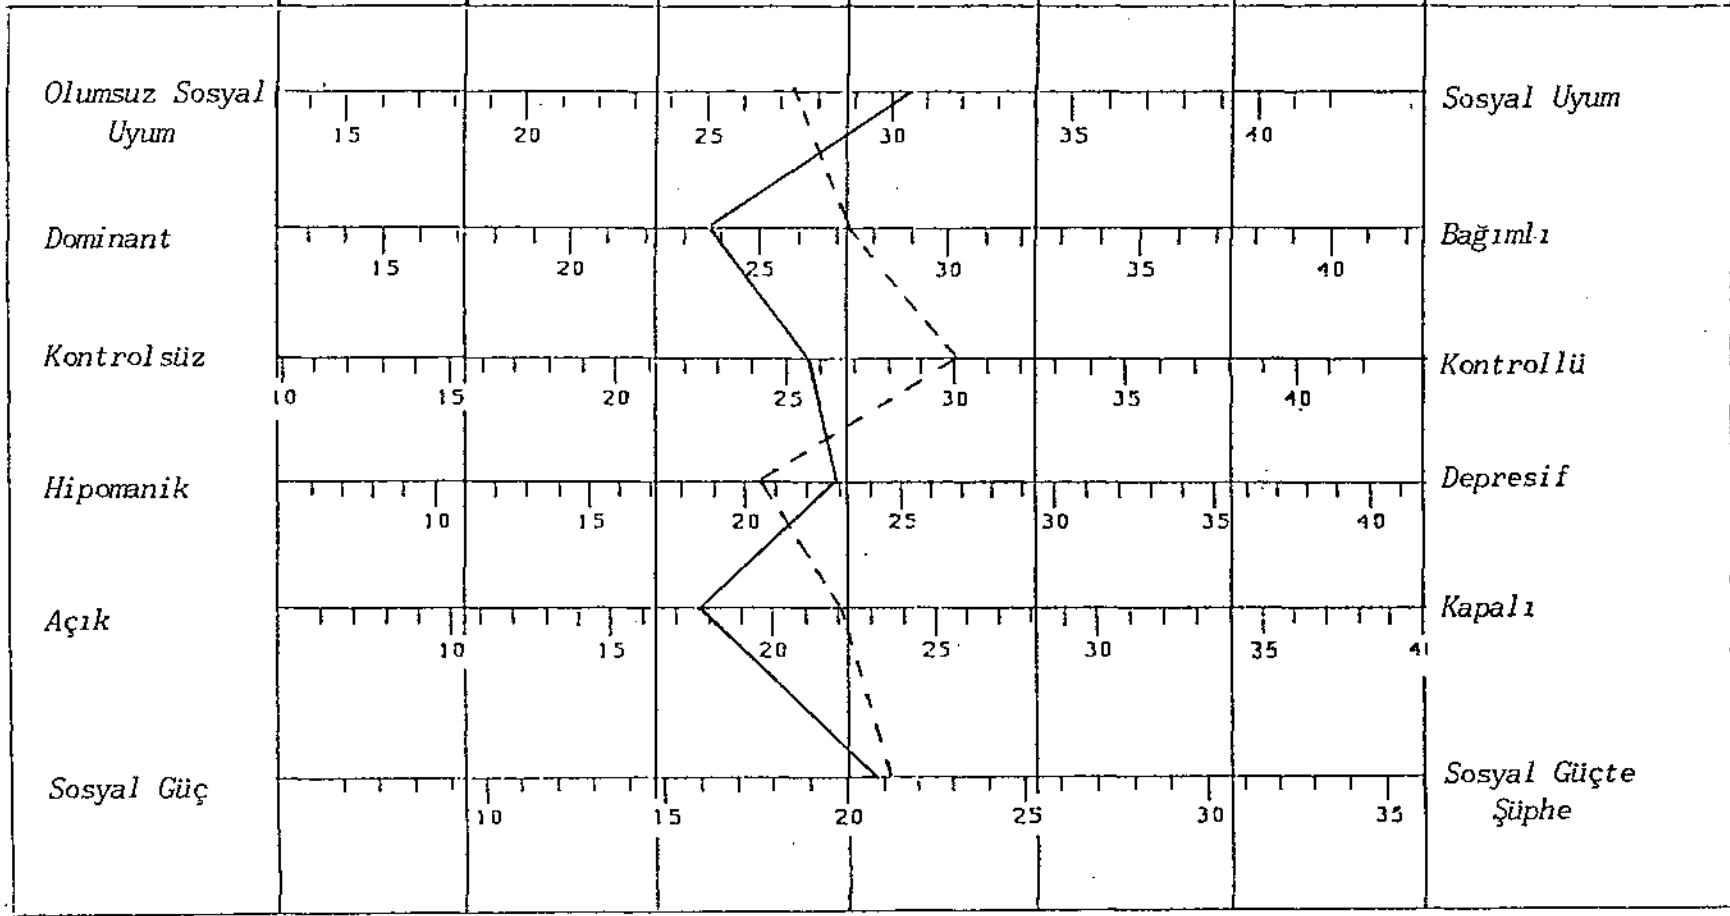 Olumsuz Sosyal Uyum
15 20 25 30 35 40
Sosyal Uyum
Dominant
15 20 25 30 35 40
Bağımlı
Kontrolsüz
10 15 20 25 30 35 40
Kontrollü
Hipomanik
10 15 20 25 30 35 40
Depresif
Açık
10 15 20 25 30 35
Kapalı
Sosyal Güç
10 15 20 25 30 35
Sosyal Güçte Şüphe